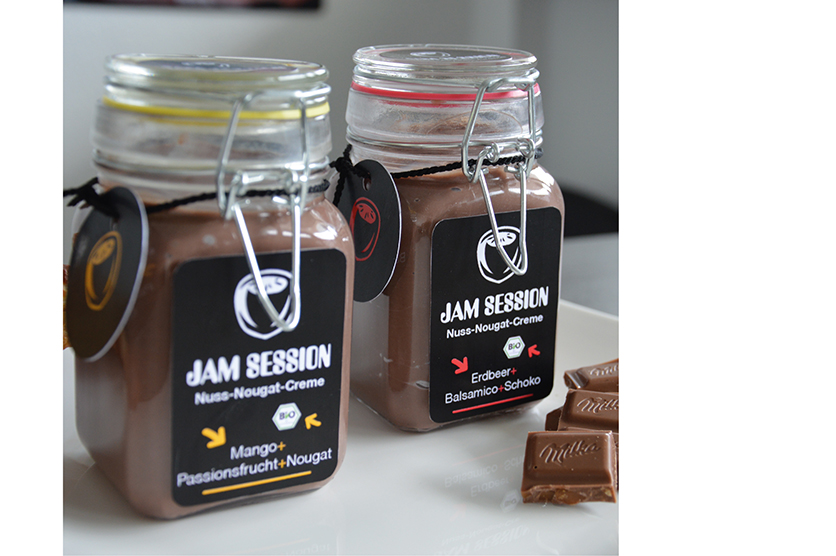 JAM SESSION
Nuss-Nougat-Creme
BiO
Mango+
Passionsfrucht+Nougat
JAM SESSION
Nuss-Nougat-Creme
BiO
Erdbeer+
Balsamico+Schoko
Milka
Milka